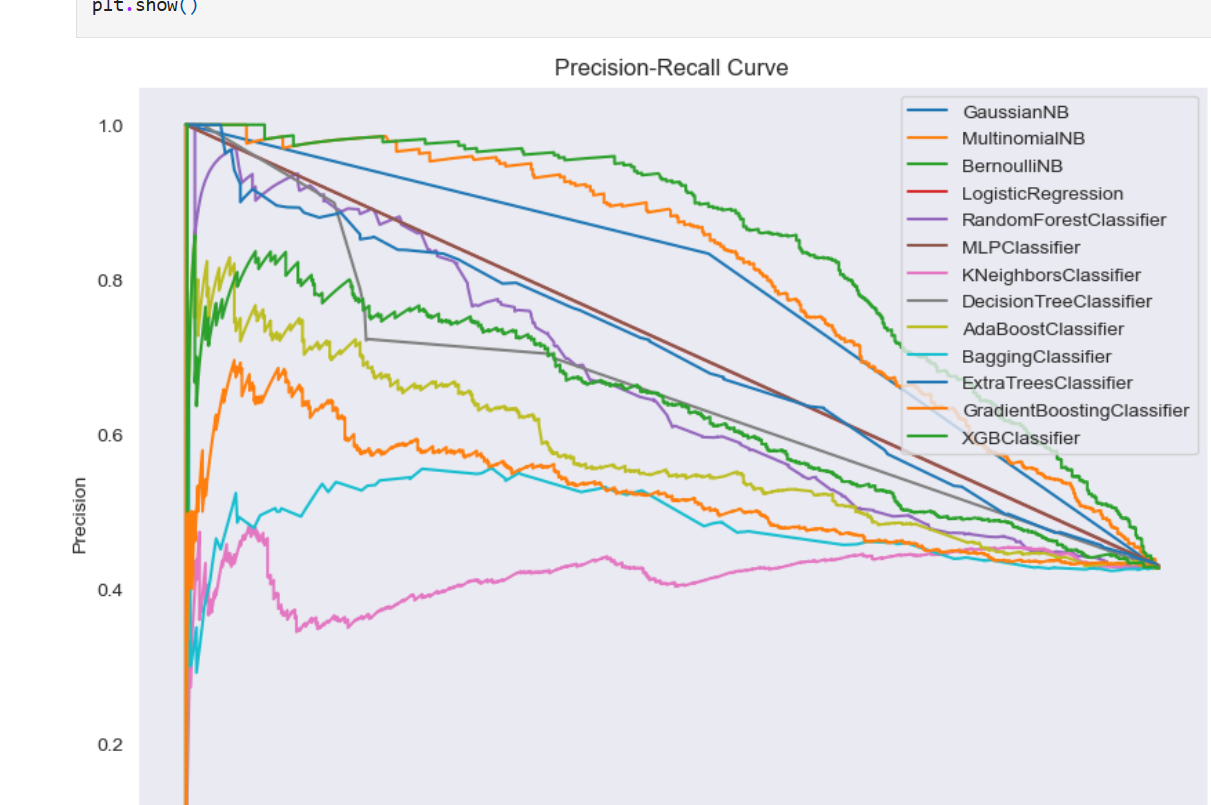 plt.show()
Precision-Recall Curve
1.0
0.8
0.6
0.4
0.2
Precision
GaussianNB
MultinomialNB
BernoulliNB
LogisticRegression
RandomForestClassifier
MLPClassifier
KNeighborsClassifier
DecisionTreeClassifier
AdaBoostClassifier
BaggingClassifier
ExtraTreesClassifier
GradientBoostingClassifier
XGBClassifier